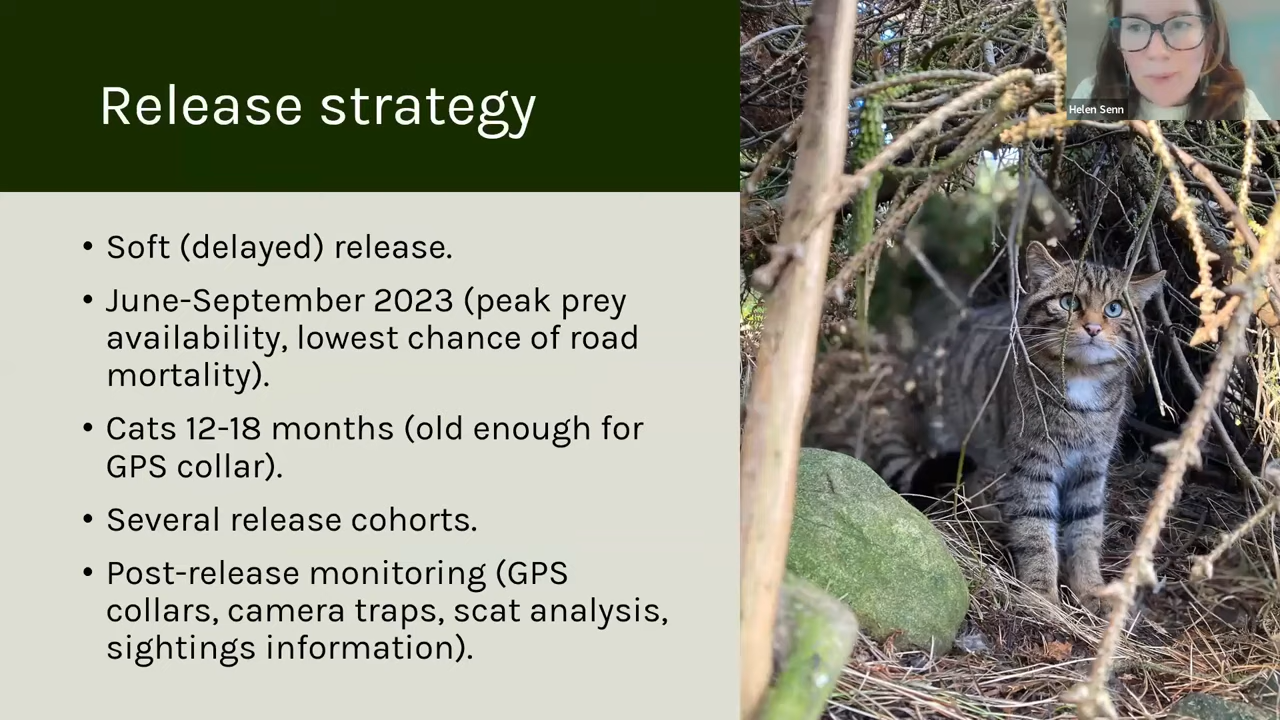 Release strategy
Helen Senn
• Soft (delayed) release.
• June-September 2023 (peak prey
availability, lowest chance of road
mortality).
• Cats 12-18 months (old enough for
GPS collar).
• Several release cohorts.
• Post-release monitoring (GPS
collars, camera traps, scat analysis,
sightings information).